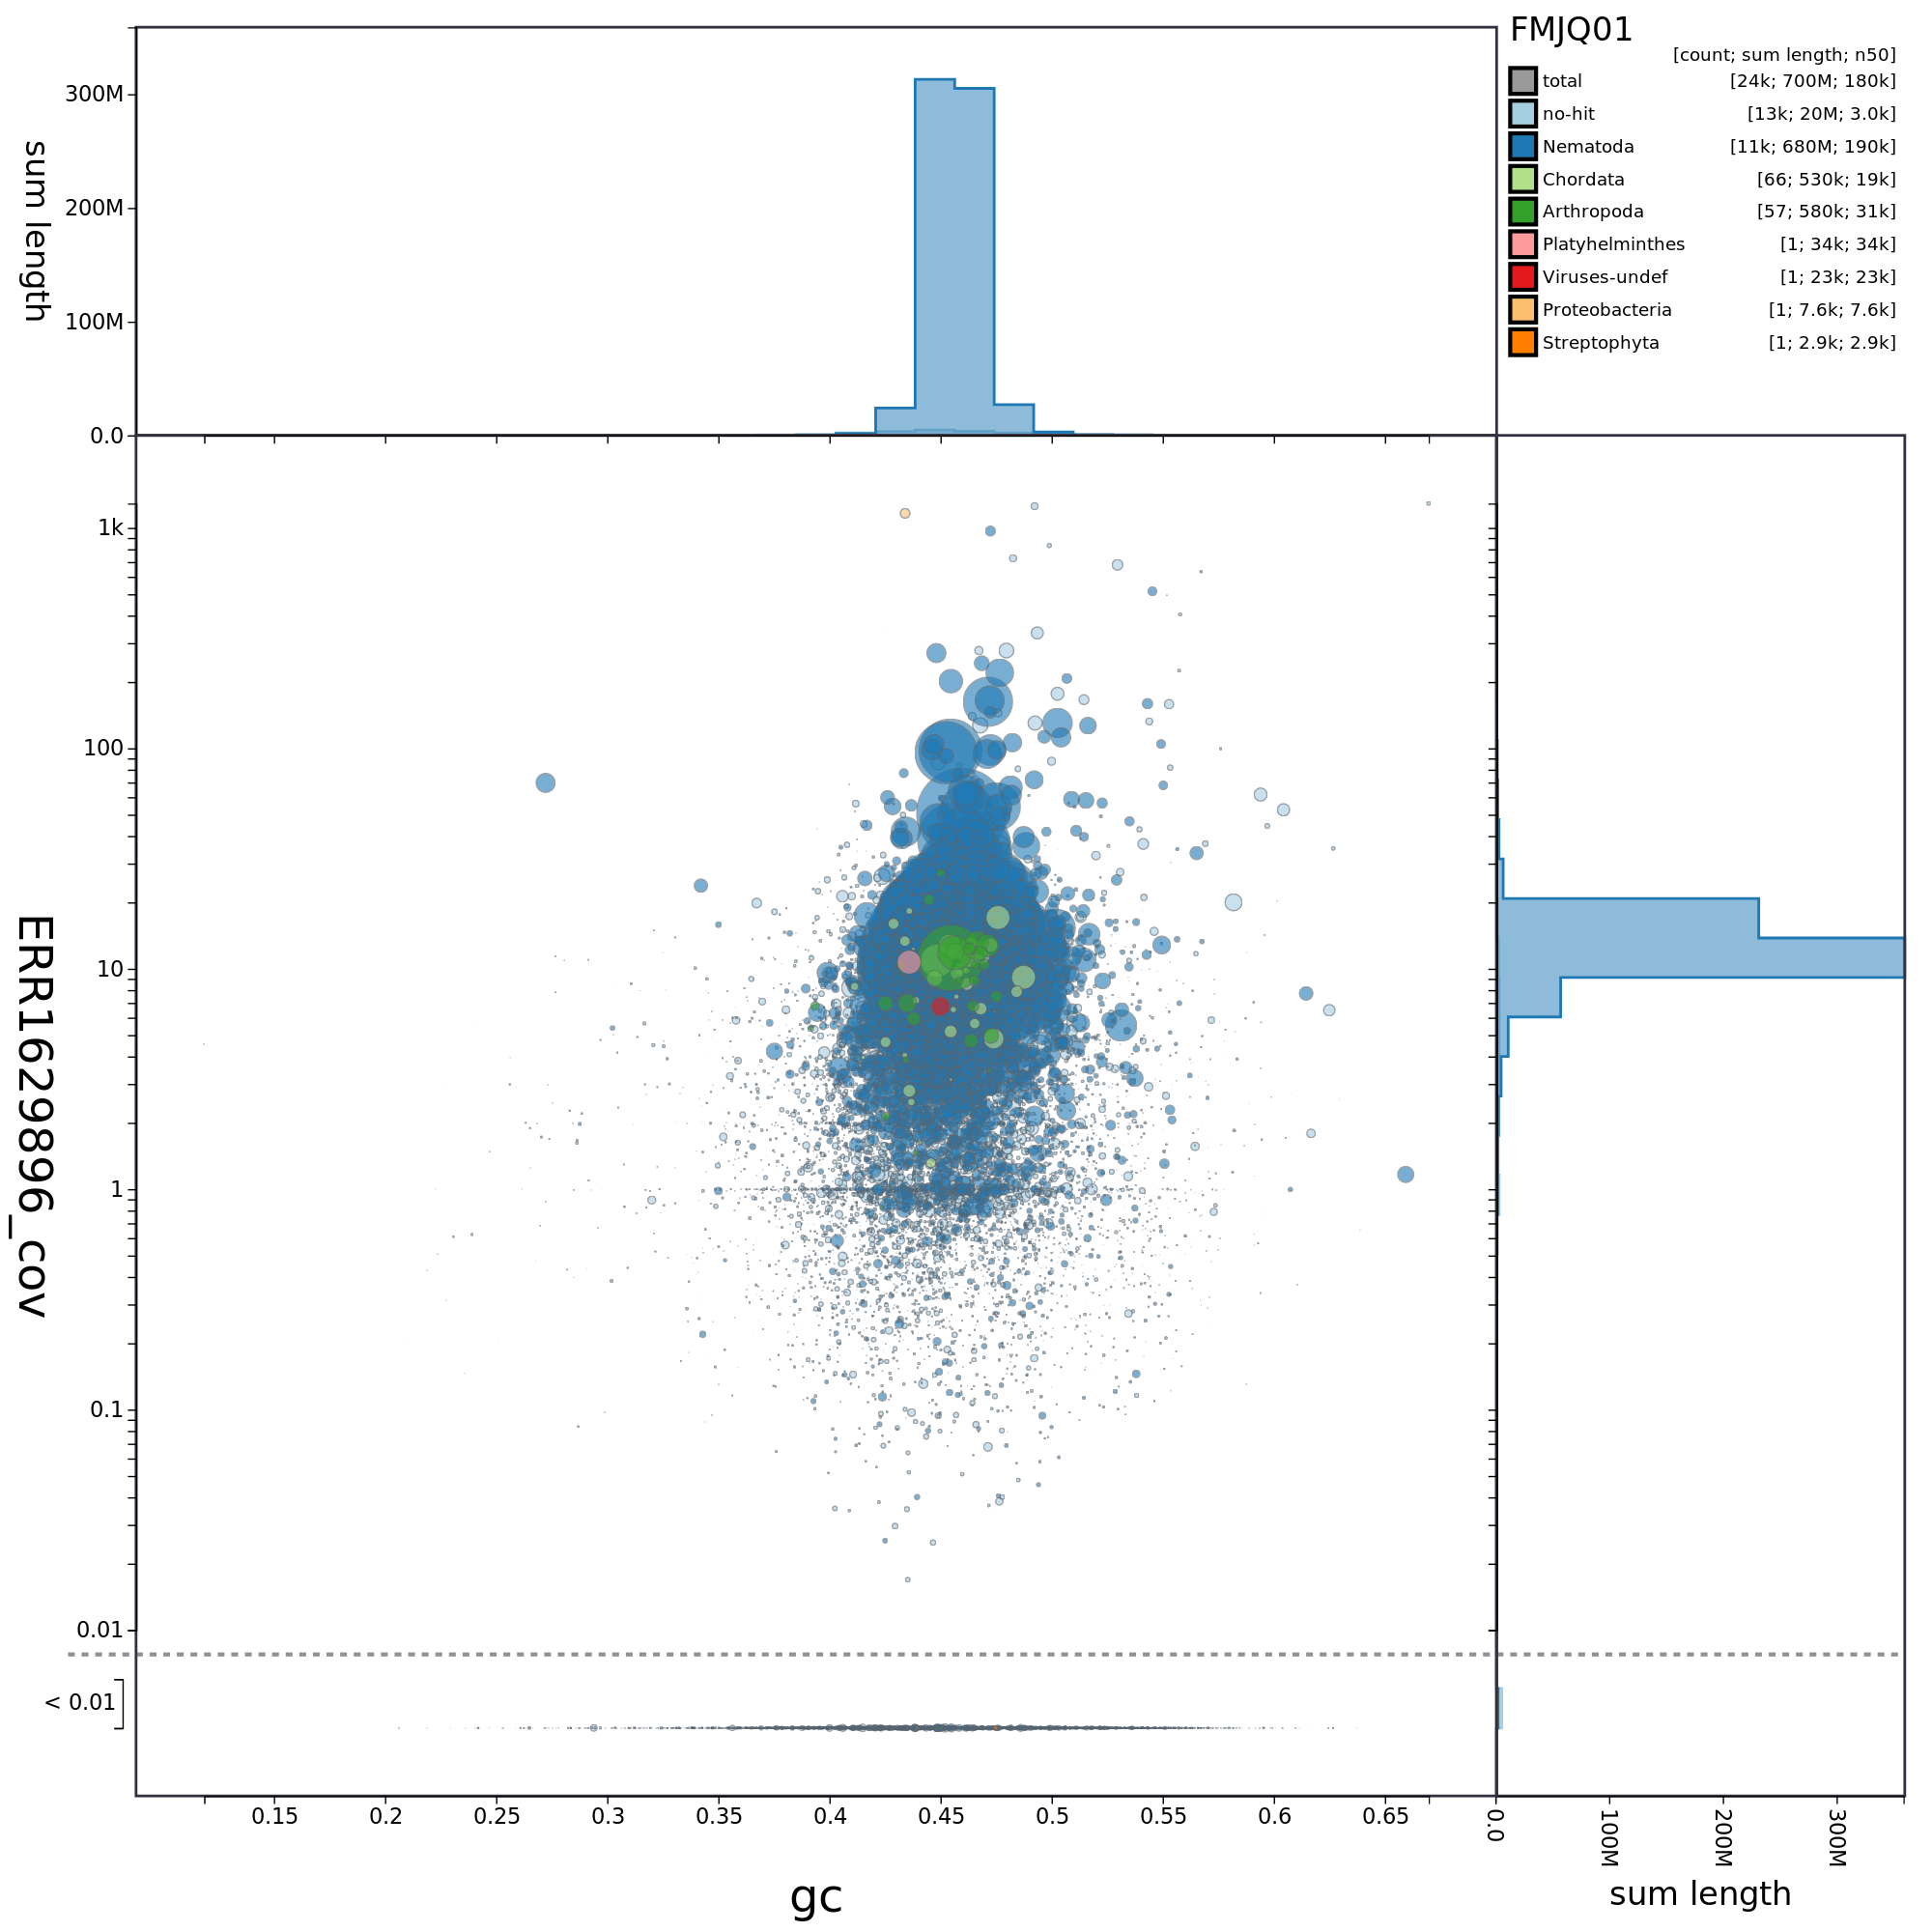 FMJQ01
[count; sum length; n50]
total [24k; 700M; 180k]
no-hit [13k; 20M; 3.0k]
Nematoda [11k; 680M; 190k]
Chordata [66; 530k; 19k]
Arthropoda [57; 580k; 31k]
Platyhelminthes [1; 34k; 34k]
Viruses-undef [1; 23k; 23k]
Proteobacteria [1; 7.6k; 7.6k]
Streptophyta [1; 2.9k; 2.9k]
sum length
300M
200M
100M
0.0
ERR1629896_cov
1k
100
10
1
0.1
0.01
< 0.01
0.15 0.2 0.25 0.3 0.35 0.4 0.45 0.5 0.55 0.6 0.65
gc
0.0 100M 200M 300M
sum length